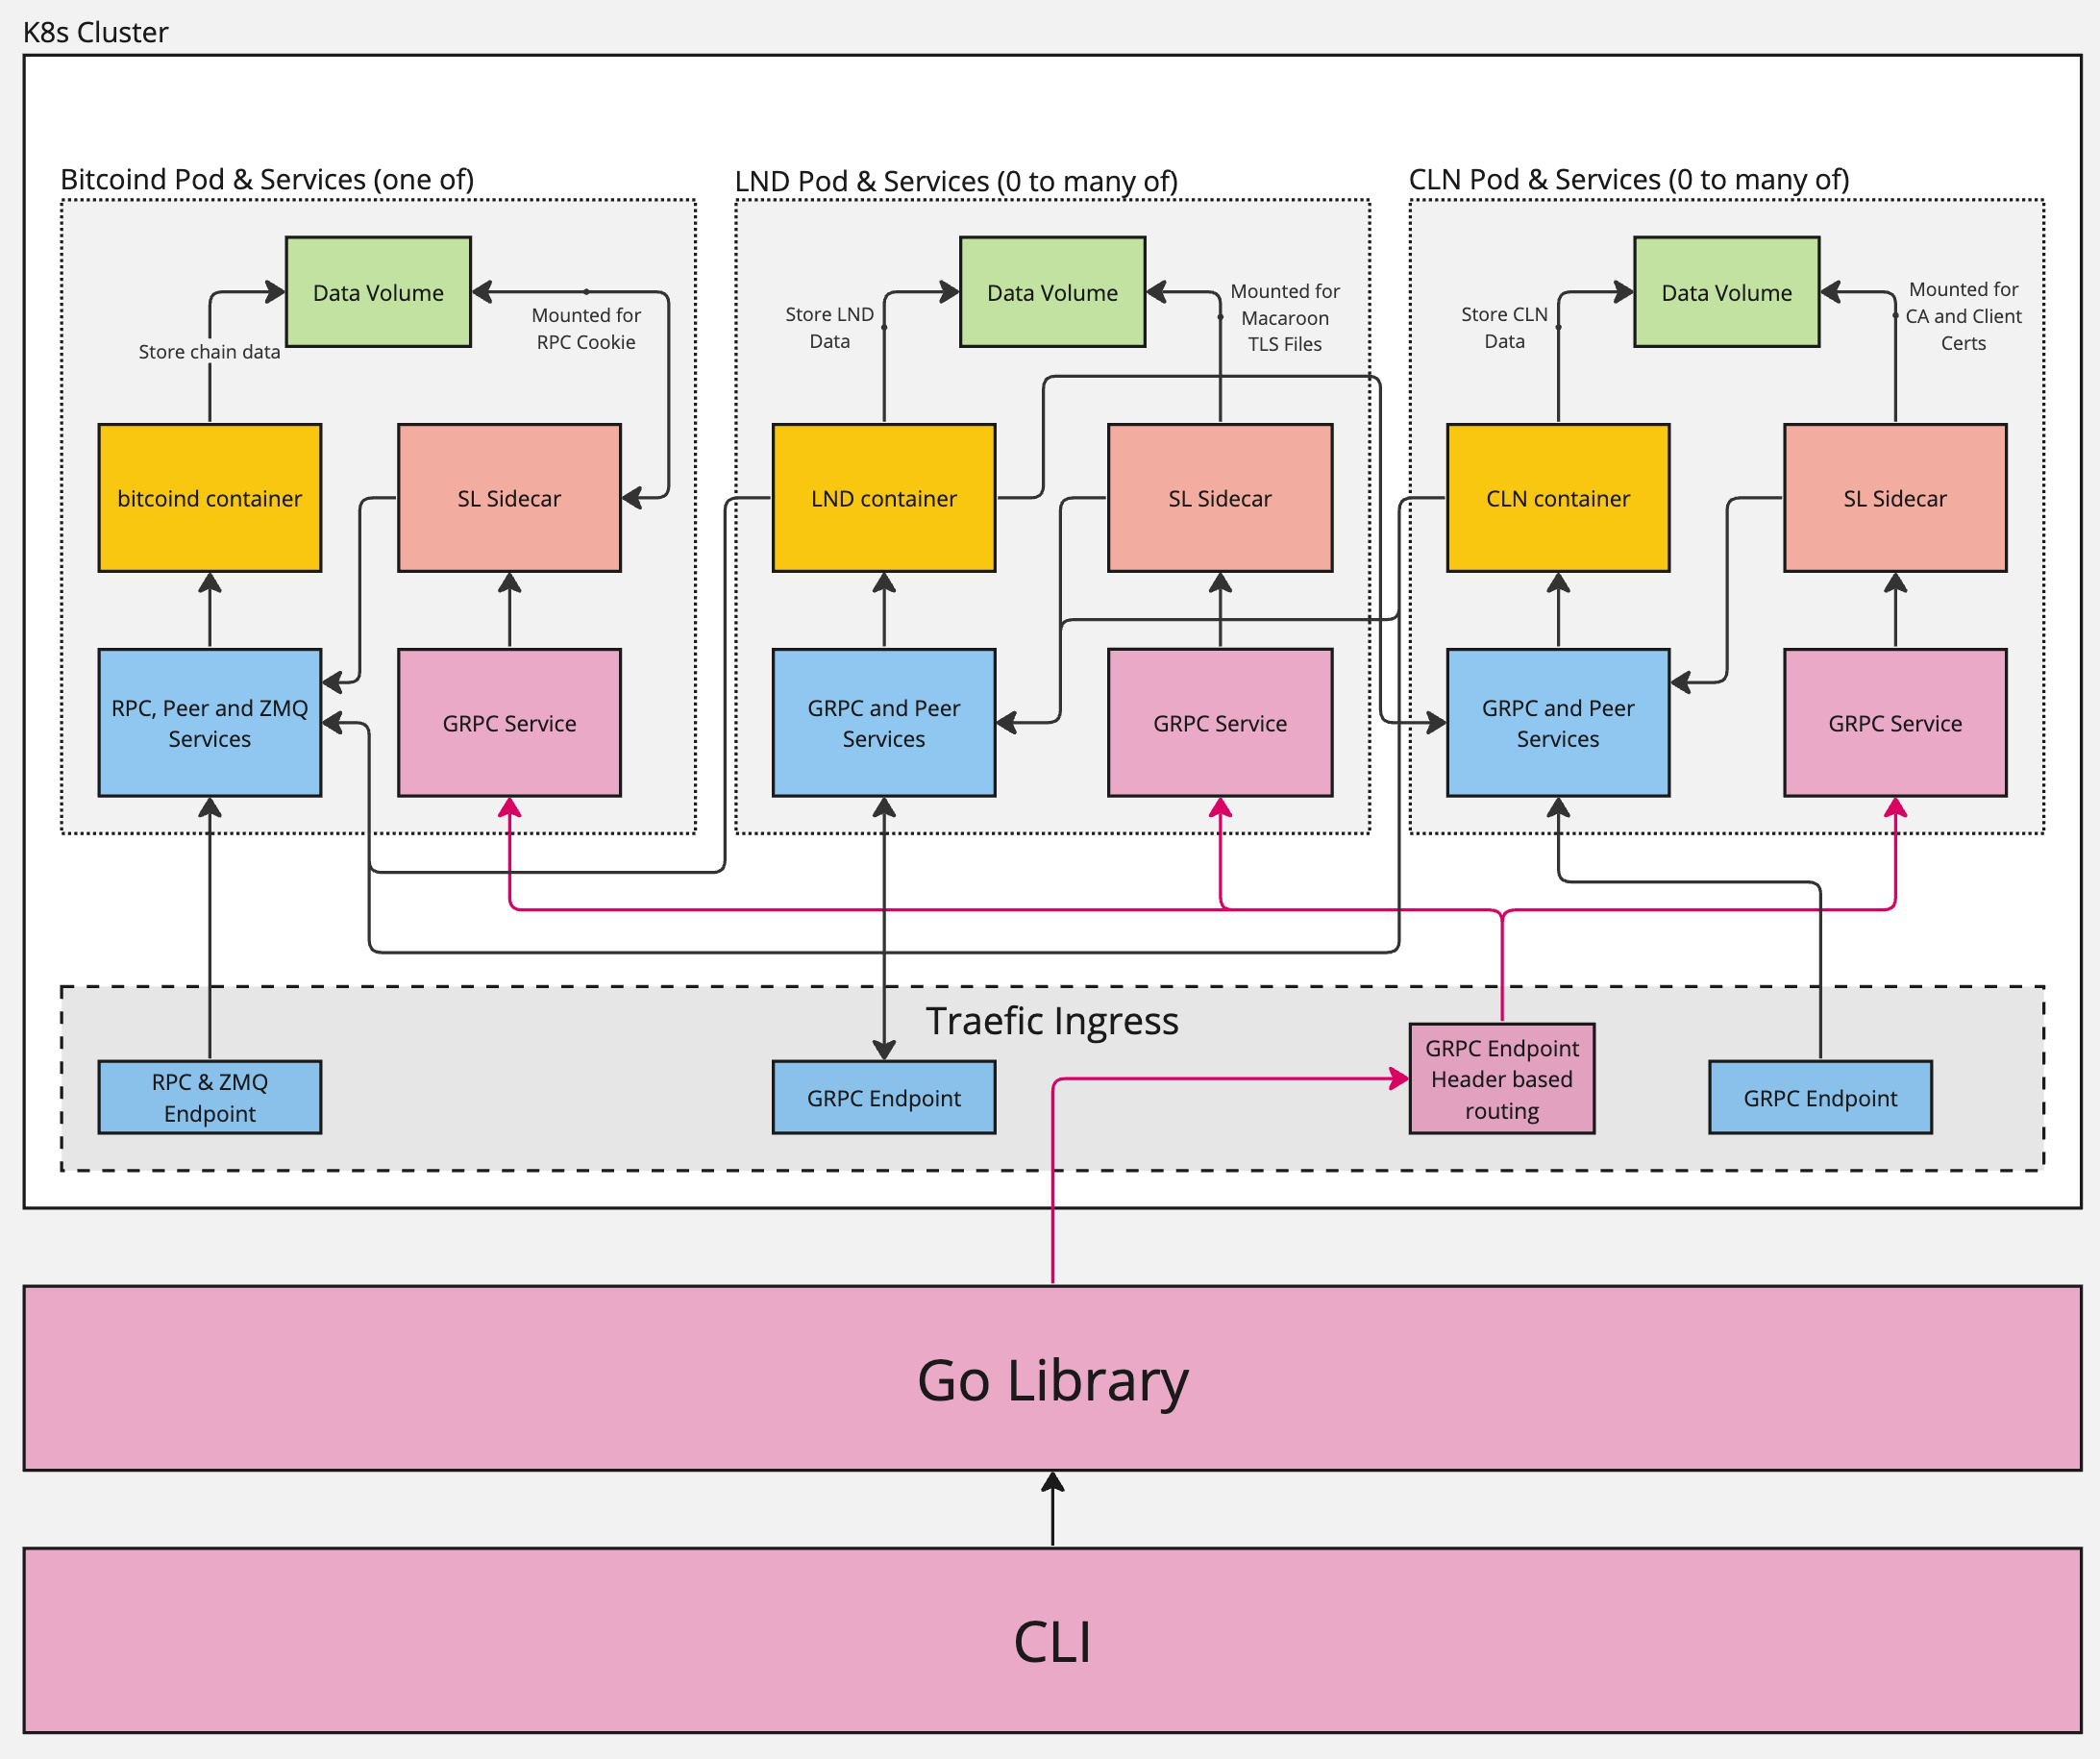 K8s Cluster
Bitcoind Pod & Services (one of)
Data Volume
Store chain data
Mounted for
RPC Cookie
bitcoind container
SL Sidecar
RPC, Peer and ZMQ
Services
GRPC Service
LND Pod & Services (0 to many of)
Data Volume
Store LND
Data
Mounted for
Macaroon
TLS Files
LND container
SL Sidecar
GRPC and Peer
Services
GRPC Service
CLN Pod & Services (0 to many of)
Data Volume
Store CLN
Data
Mounted for
CA and Client
Certs
CLN container
SL Sidecar
GRPC and Peer
Services
GRPC Service
Traefic Ingress
RPC & ZMQ
Endpoint
GRPC Endpoint
GRPC Endpoint
Header based
routing
GRPC Endpoint
Go Library
CLI